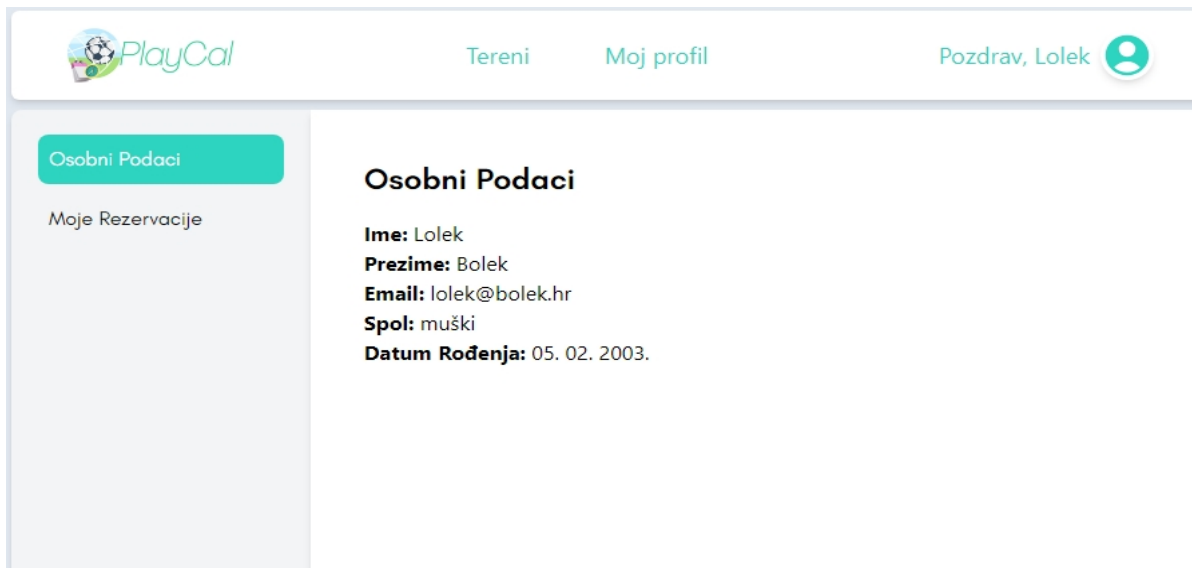 PlayCal
Tereni
Moj profil
Pozdrav, Lolek
Osobni Podaci
Moje Rezervacije
Osobni Podaci
Ime: Lolek
Prezime: Bolek
Email: lolek@bolek.hr
Spol: muški
Datum Rođenja: 05. 02. 2003.